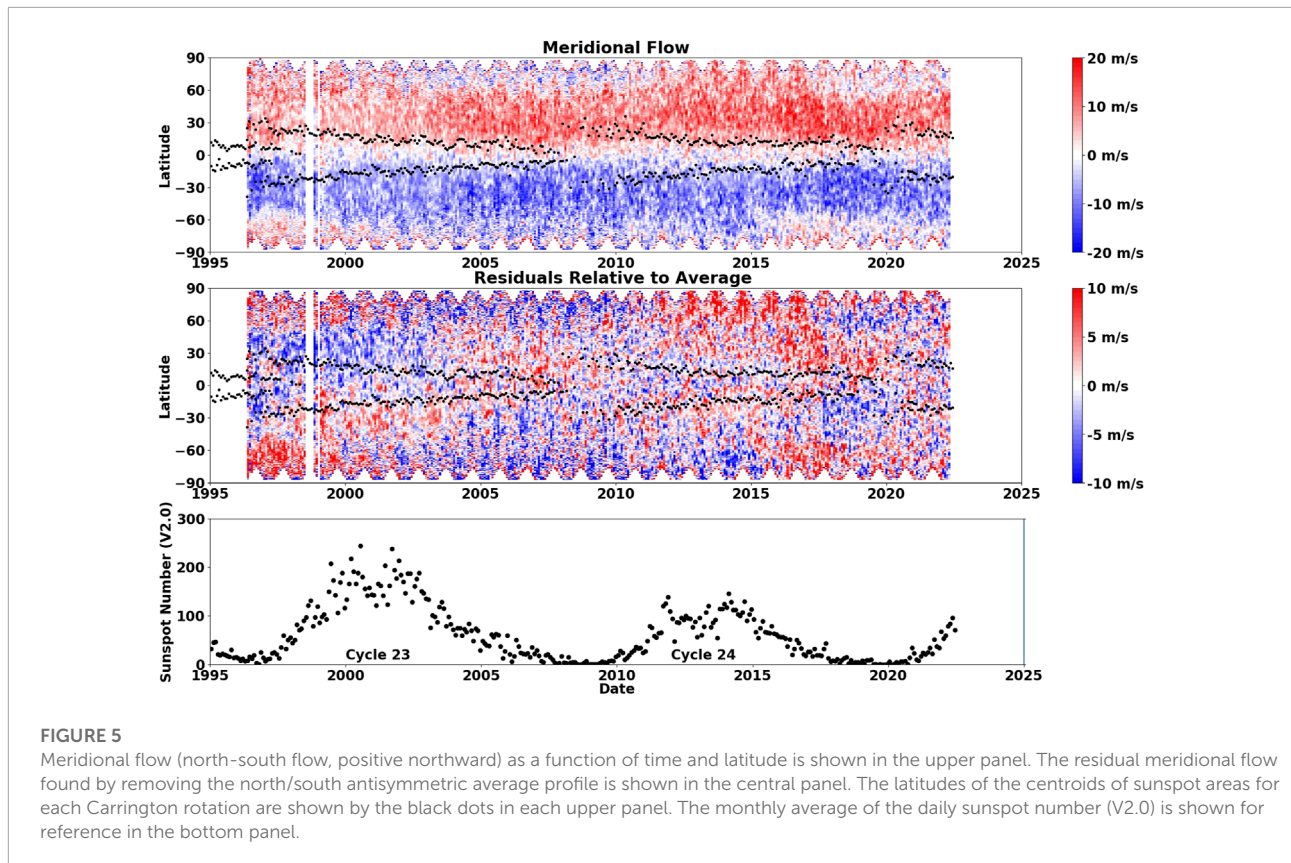 Meridional Flow
90
60
30
0
−30
−60
−90
Latitude
1995 2000 2005 2010 2015 2020 2025
20 m/s
10 m/s
0 m/s
-10 m/s
-20 m/s
Residuals Relative to Average
90
60
30
0
−30
−60
−90
Latitude
1995 2000 2005 2010 2015 2020 2025
10 m/s
5 m/s
0 m/s
-5 m/s
-10 m/s
300
200
100
0
Sunspot Number (V2.0)
Cycle 23 Cycle 24
1995 2000 2005 2010 2015 2020 2025
Date
FIGURE 5
Meridional flow (north-south flow, positive northward) as a function of time and latitude is shown in the upper panel. The residual meridional flow
found by removing the north/south antisymmetric average profile is shown in the central panel. The latitudes of the centroids of sunspot areas for
each Carrington rotation are shown by the black dots in each upper panel. The monthly average of the daily sunspot number (V2.0) is shown for
reference in the bottom panel.